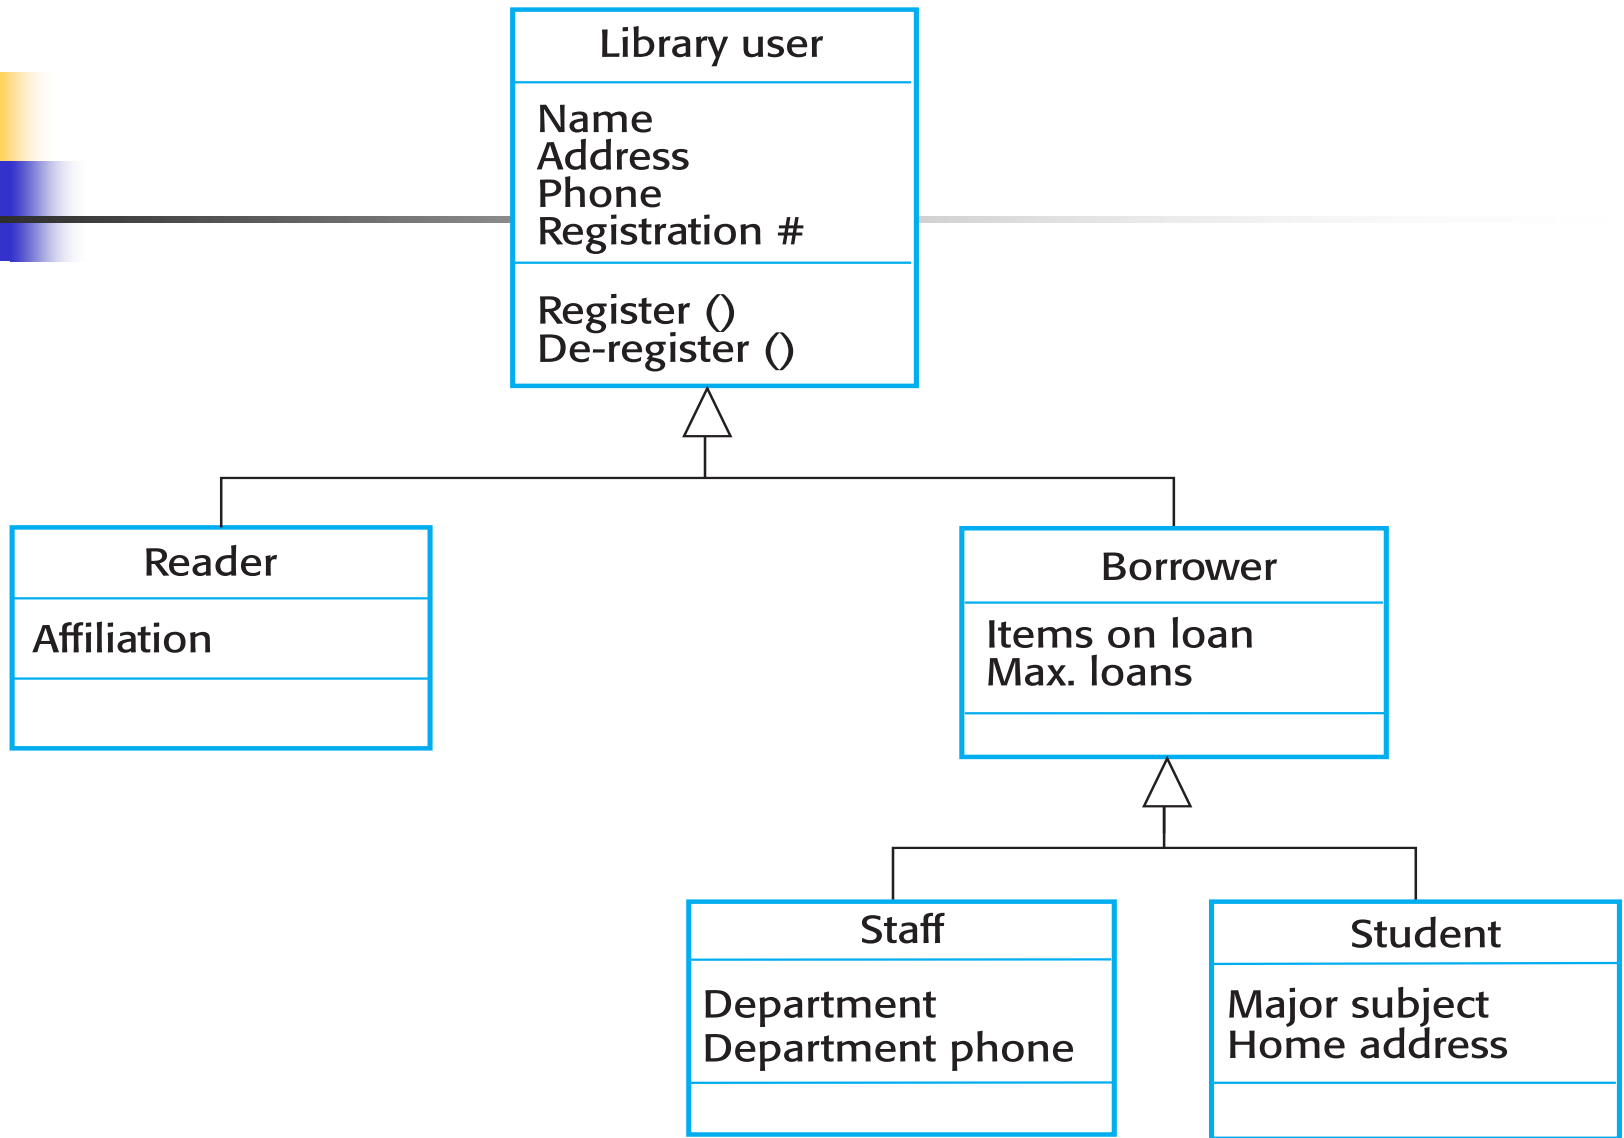 Library user
Name
Address
Phone
Registration #
Register ()
De-register ()
Reader
Affiliation
Borrower
Items on loan
Max. loans
Staff
Department
Department phone
Student
Major subject
Home address